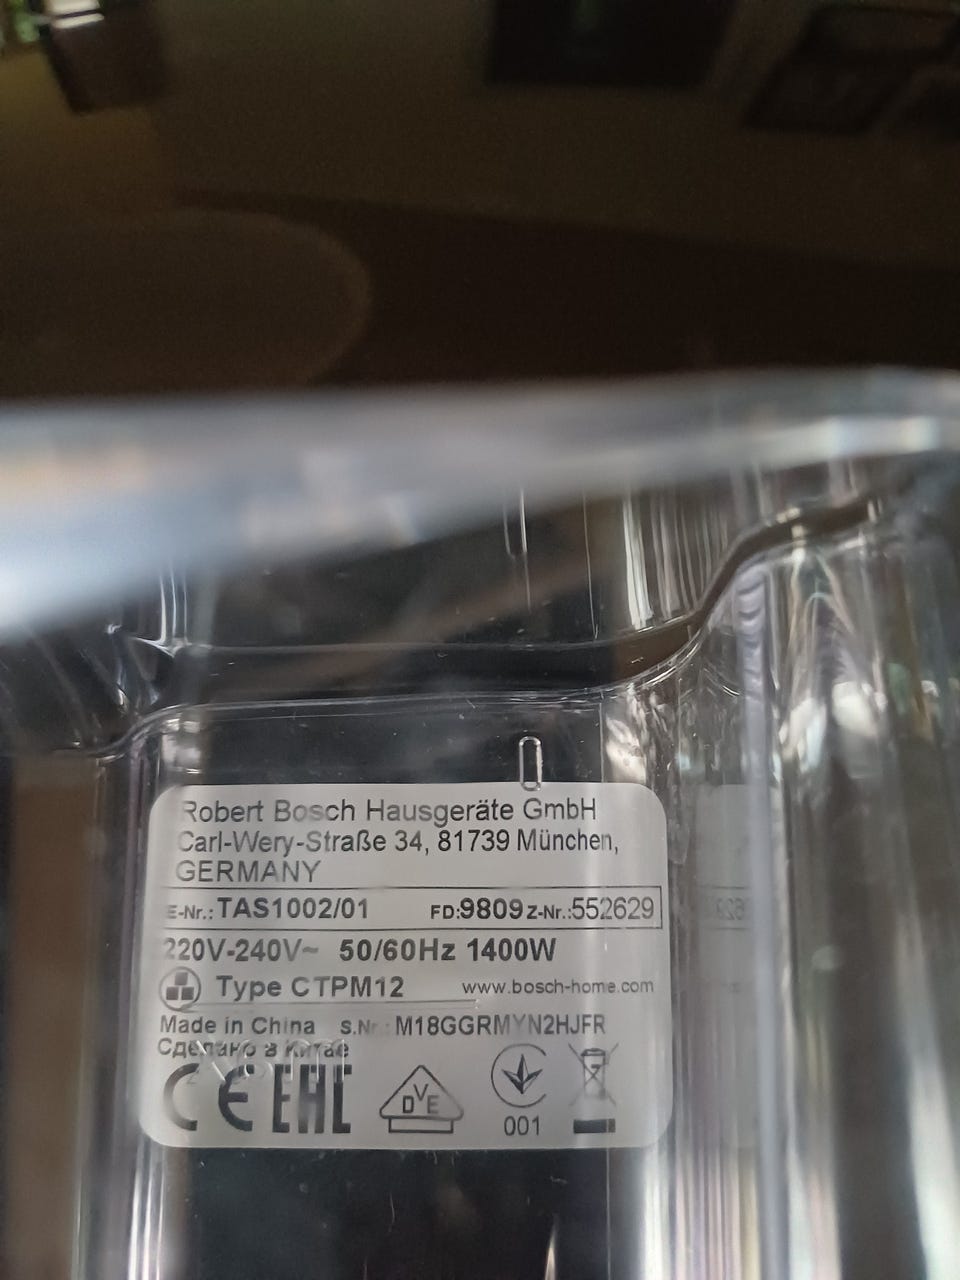 Robert Bosch Hausgeräte GmbH
Carl-Wery-Straße 34, 81739 München,
GERMANY
E-Nr.: TAS1002/01 FD:9809 Z-Nr.:552629
220V-240V~ 50/60Hz 1400W
Type CTPM12 www.bosch-home.com
Made in China S.Nr.: M18GGRMYN2HJFR
Сделано в Китае
CE EAC DVE 001